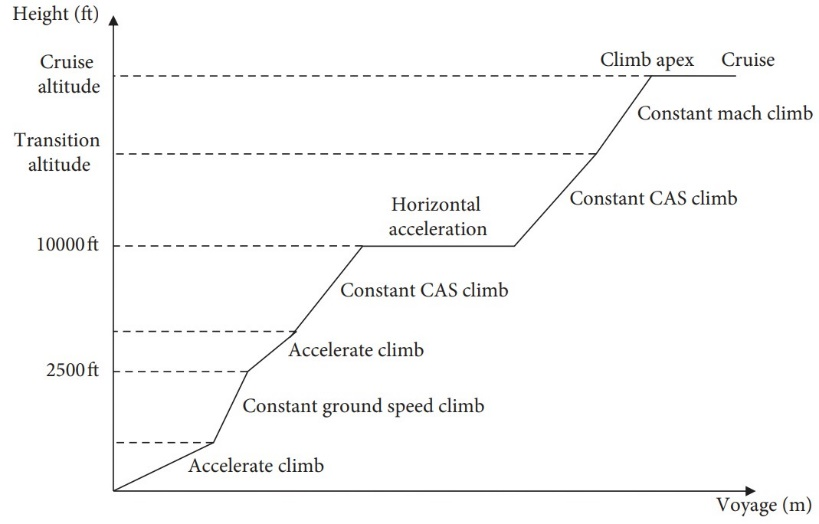 Height (ft)
Cruise
altitude
Climb apex
Cruise
Constant mach climb
Transition
altitude
Constant CAS climb
Horizontal
acceleration
10000 ft
Constant CAS climb
Accelerate climb
2500 ft
Constant ground speed climb
Accelerate climb
Voyage (m)